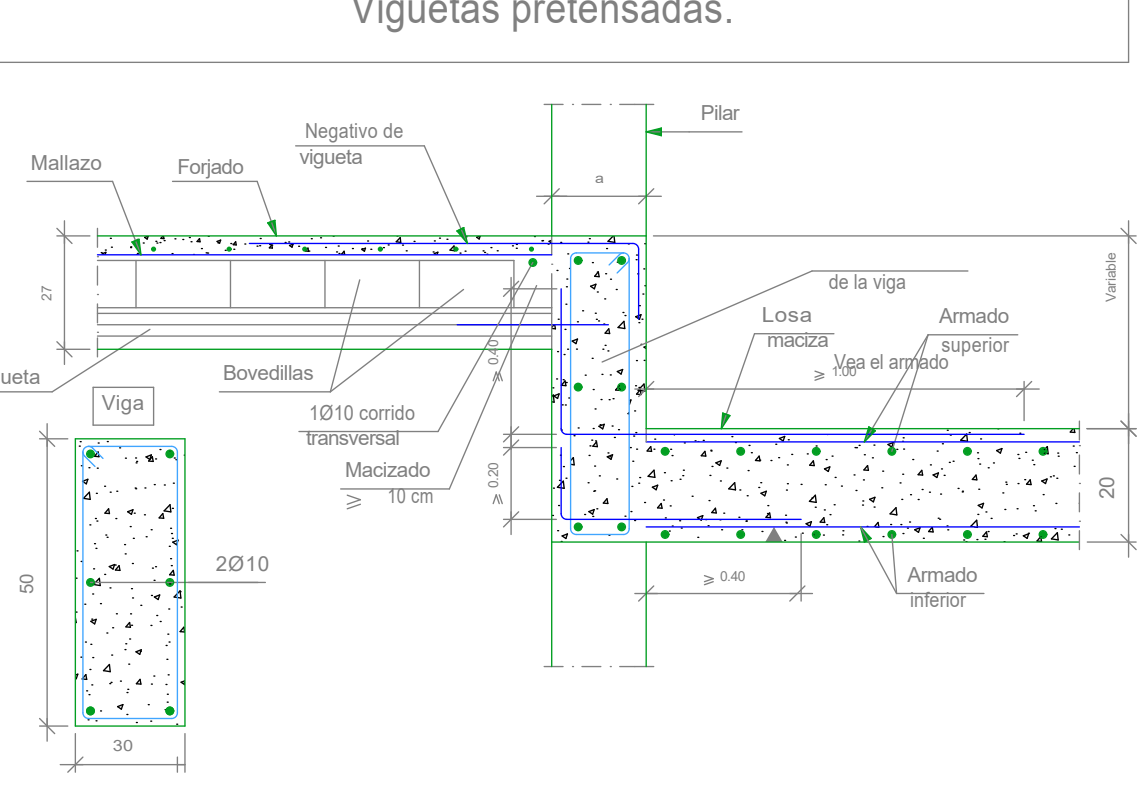 Viguetas pretensadas.
Pilar
Negativo de
vigueta
Mallazo
Forjado
a
27
Variable
de la viga
Losa
maciza
Armado
superior
Vea el armado
⩾ 1.00
⩾ 0.40
ueta
Bovedillas
Viga
1Ø10 corrido
transversal
Macizado
⩾ 10 cm
⩾ 0.20
20
2Ø10
50
⩾ 0.40
Armado
inferior
30